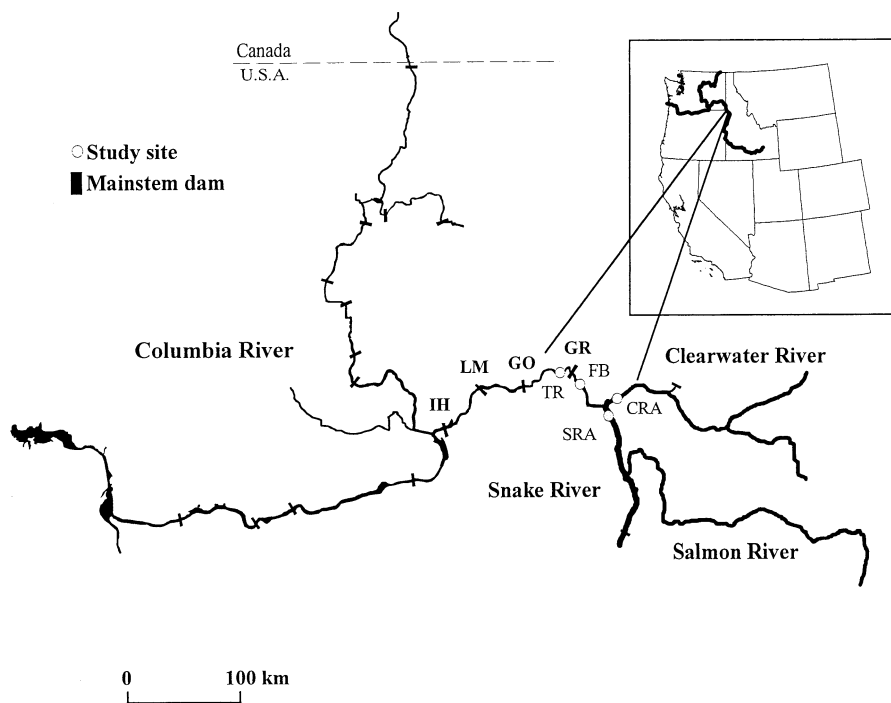 Canada
U.S.A.
Study site
Mainstem dam
Columbia River
LM
GO
GR
FB
TR
Clearwater River
IH
CRA
SRA
Snake River
Salmon River
0 100 km